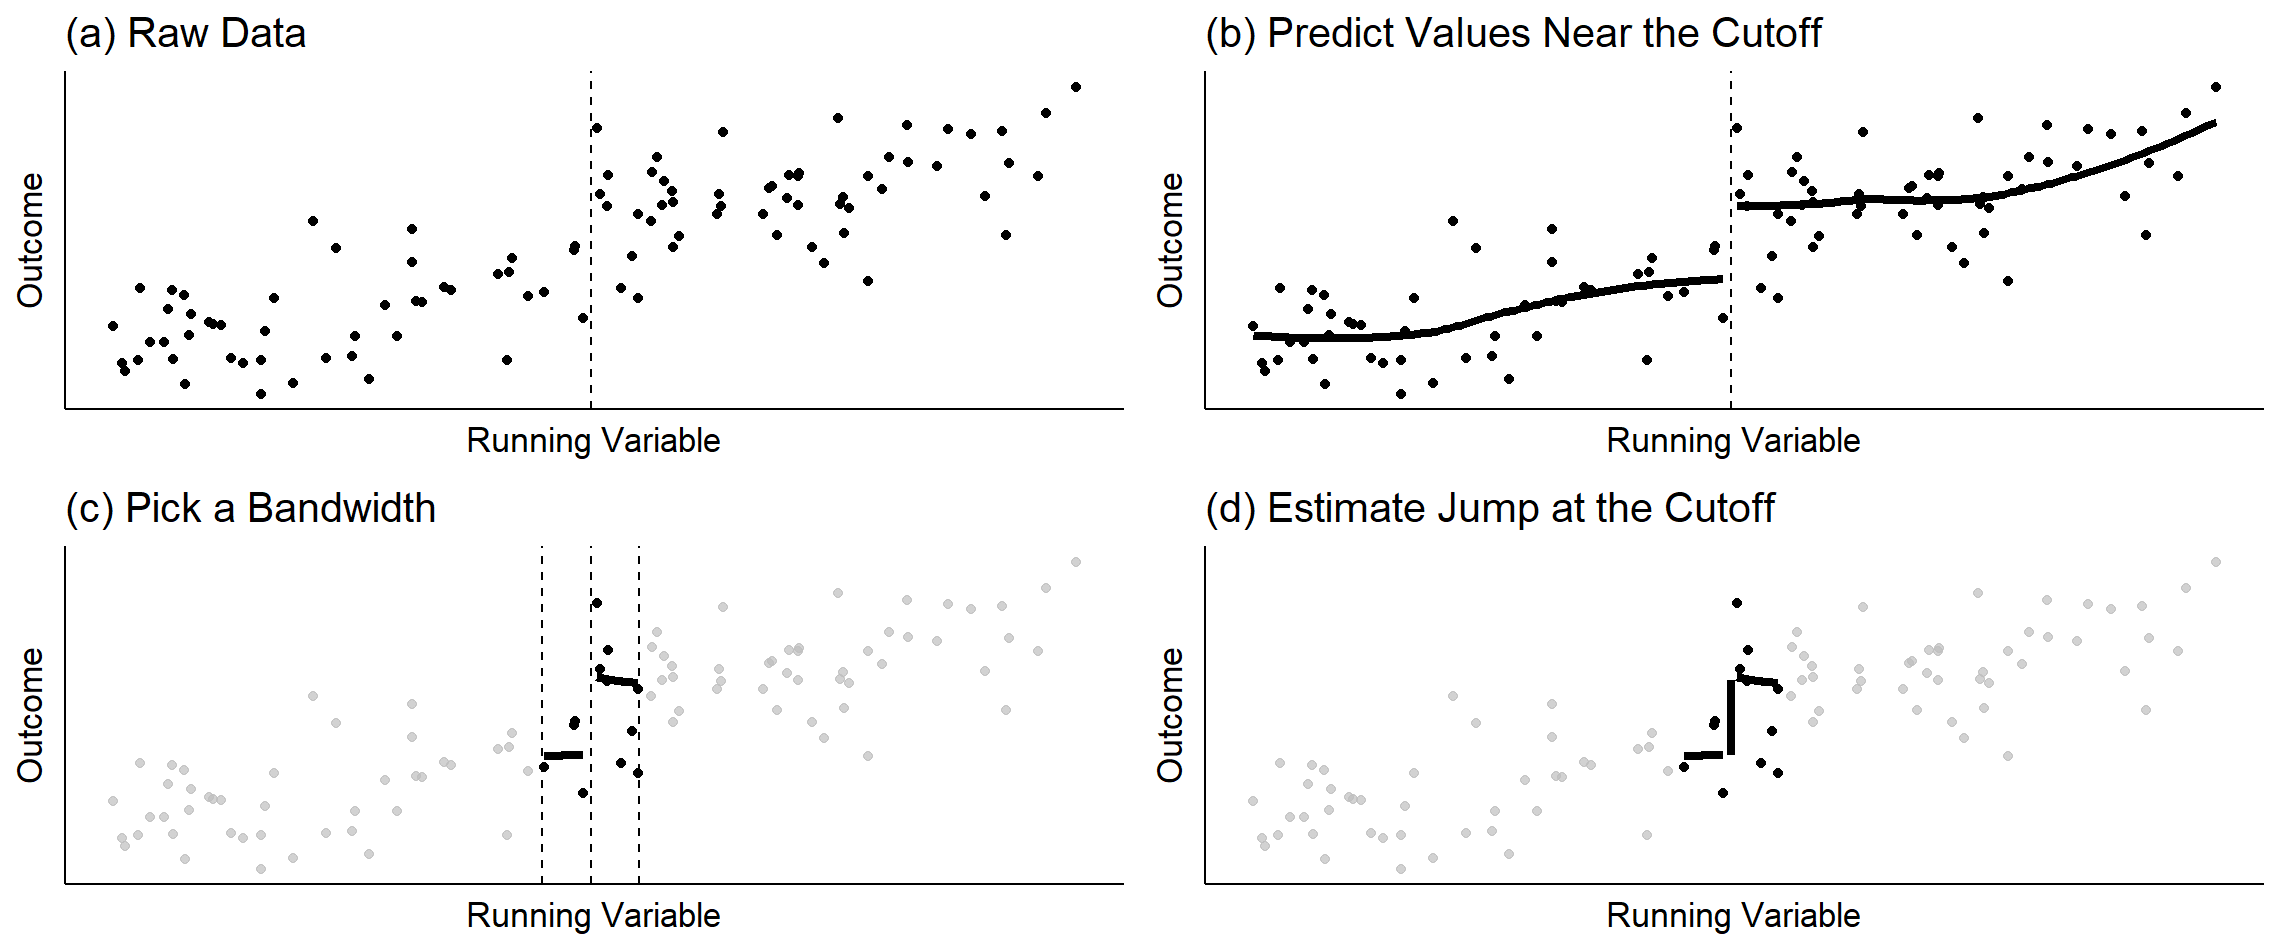 (a) Raw Data
Outcome
Running Variable
(b) Predict Values Near the Cutoff
Outcome
Running Variable
(c) Pick a Bandwidth
Outcome
Running Variable
(d) Estimate Jump at the Cutoff
Outcome
Running Variable